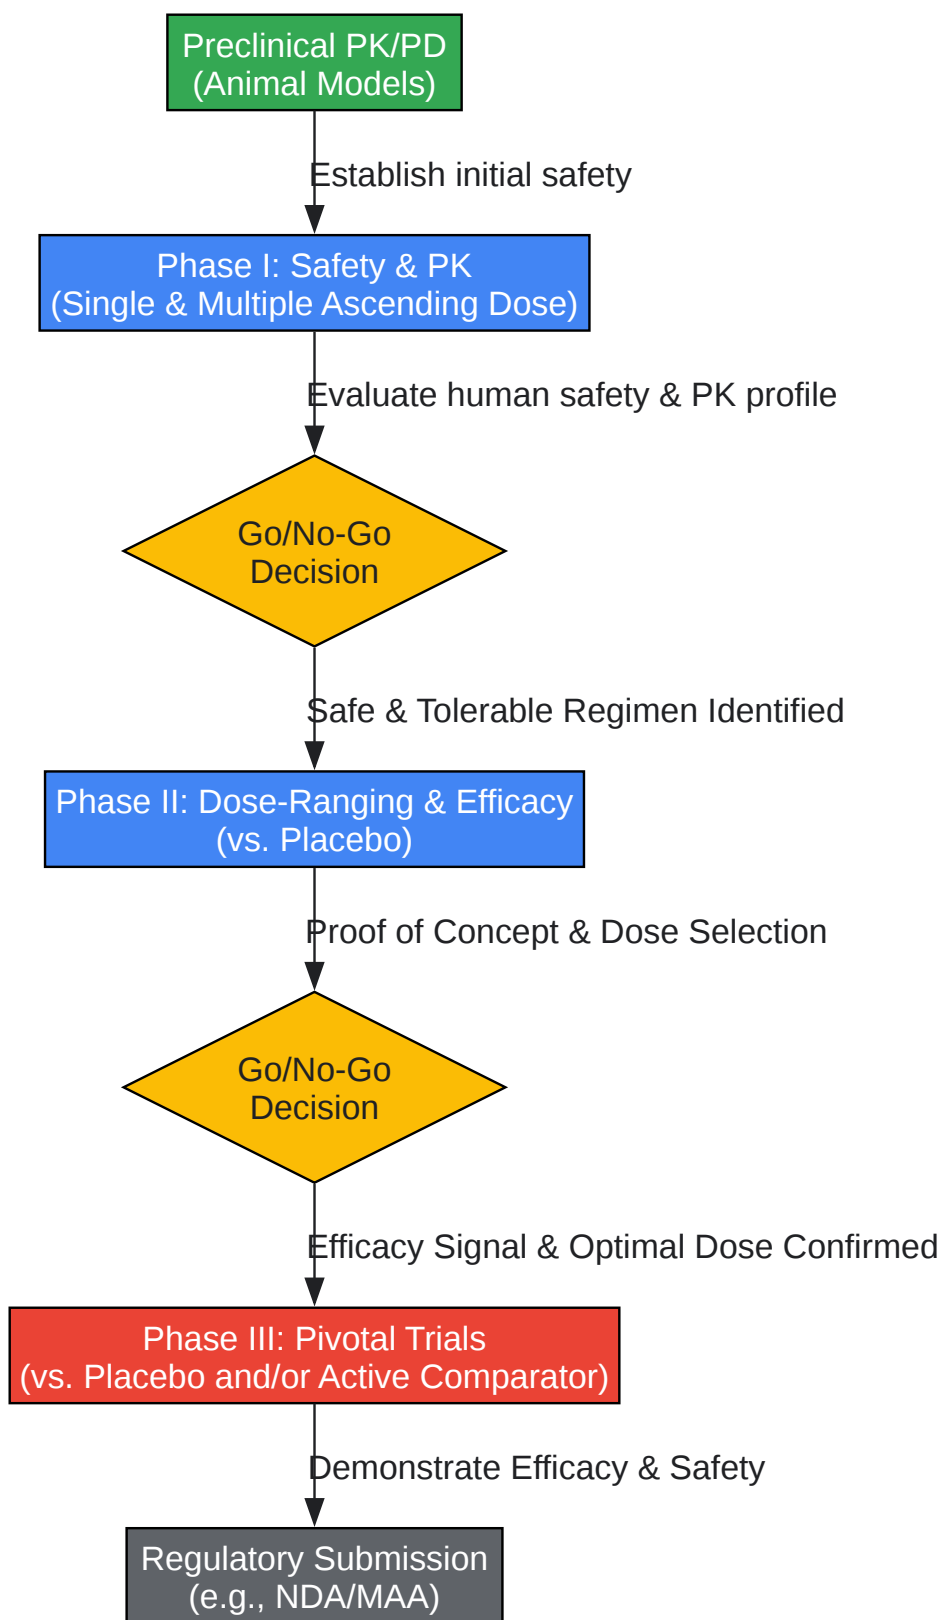 Preclinical PK/PD
(Animal Models)
Establish initial safety
Phase I: Safety & PK
(Single & Multiple Ascending Dose)
Evaluate human safety & PK profile
Go/No-Go
Decision
Safe & Tolerable Regimen Identified
Phase II: Dose-Ranging & Efficacy
(vs. Placebo)
Proof of Concept & Dose Selection
Go/No-Go
Decision
Efficacy Signal & Optimal Dose Confirmed
Phase III: Pivotal Trials
(vs. Placebo and/or Active Comparator)
Demonstrate Efficacy & Safety
Regulatory Submission
(e.g., NDA/MAA)